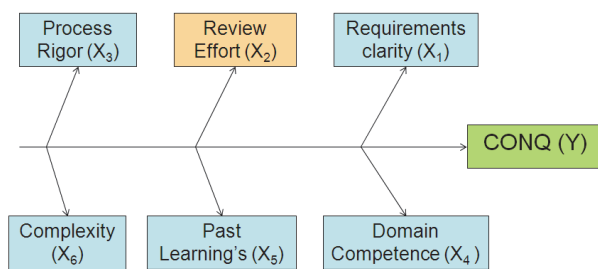 Process
Rigor (X₃)
Review
Effort (X₂)
Requirements
clarity (X₁)
CONQ (Y)
Complexity
(X₆)
Past
Learning's (X₅)
Domain
Competence (X₄ )